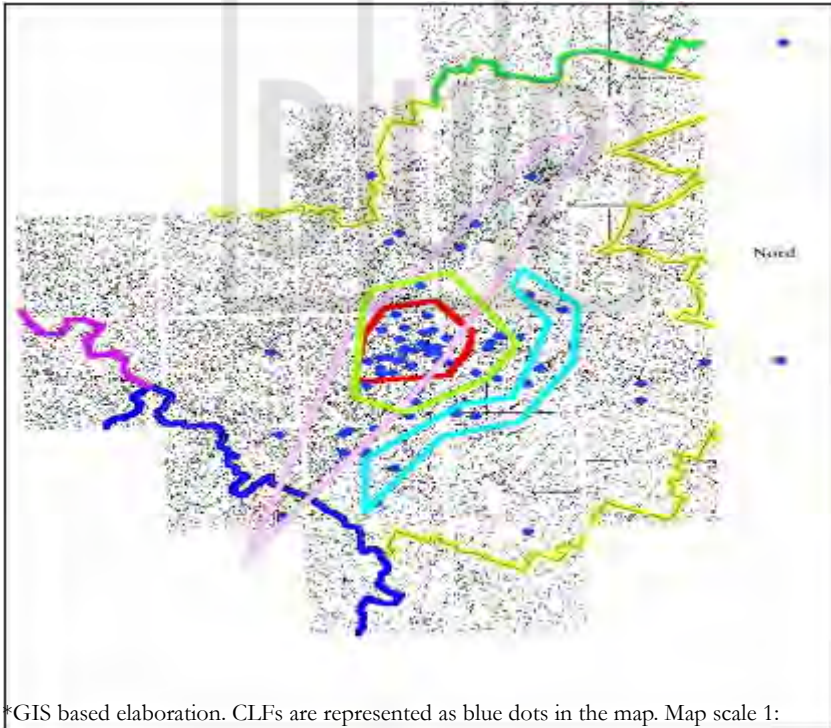 Nord
*GIS based elaboration. CLFs are represented as blue dots in the map. Map scale 1: